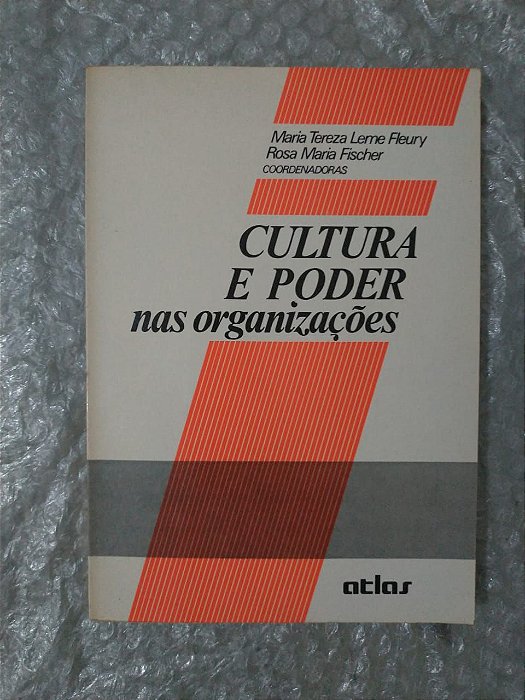 Maria Tereza Leme Fleury
Rosa Maria Fischer
COORDENADORAS
CULTURA
E PODER
nas organizações
atlas